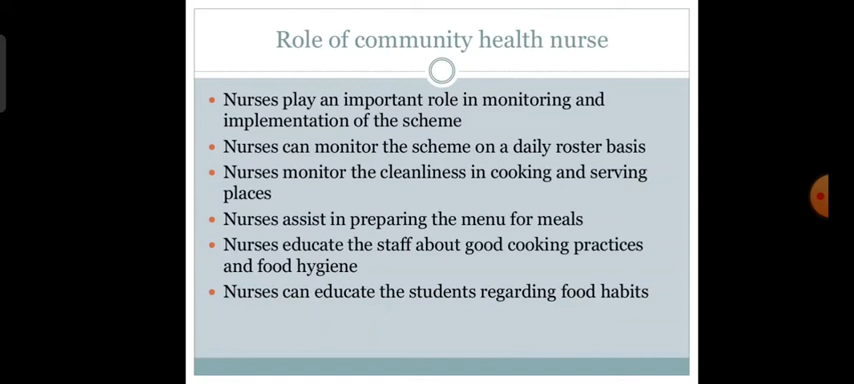 Role of community health nurse
• Nurses play an important role in monitoring and
implementation of the scheme
• Nurses can monitor the scheme on a daily roster basis
• Nurses monitor the cleanliness in cooking and serving
places
• Nurses assist in preparing the menu for meals
• Nurses educate the staff about good cooking practices
and food hygiene
• Nurses can educate the students regarding food habits